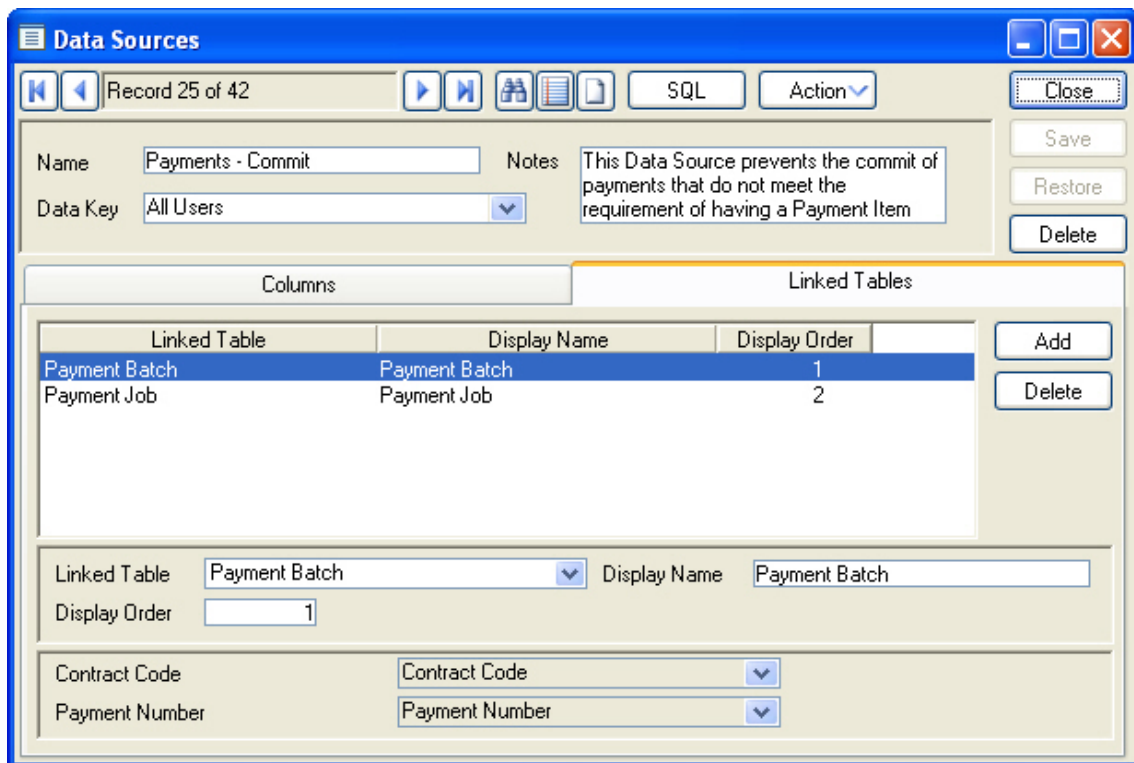 Data Sources
Record 25 of 42 SQL Action Close
Save
Restore
Delete
Name Payments - Commit Notes This Data Source prevents the commit of
payments that do not meet the
requirement of having a Payment Item
Data Key All Users
Columns Linked Tables
Linked Table Display Name Display Order Add
Payment Batch Payment Batch 1
Payment Job Payment Job 2 Delete
Linked Table Payment Batch Display Name Payment Batch
Display Order 1
Contract Code Contract Code
Payment Number Payment Number